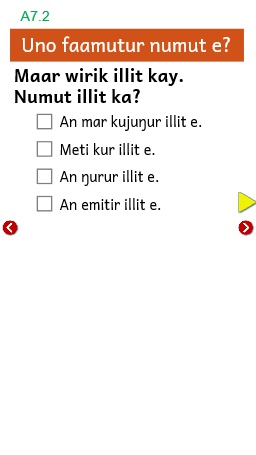 A7.2
Uno faamutur numut e?
Maar wirik illit kay.
Numut illit ka?
An mar kujuŋur illit e.
Meti kur illit e.
An ŋurur illit e.
An emitir illit e.